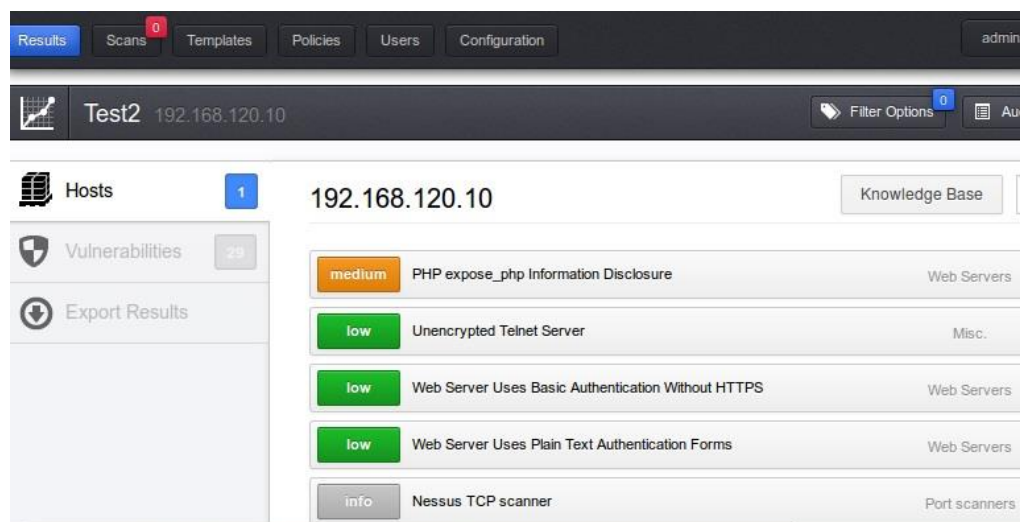 Results Scans 0 Templates Policies Users Configuration admin
Test2 192.168.120.10 Filter Options 0 Au
Hosts 1
Vulnerabilities 29
Export Results
192.168.120.10 Knowledge Base
medium PHP expose_php Information Disclosure Web Servers
low Unencrypted Telnet Server Misc.
low Web Server Uses Basic Authentication Without HTTPS Web Servers
low Web Server Uses Plain Text Authentication Forms Web Servers
info Nessus TCP scanner Port scanners